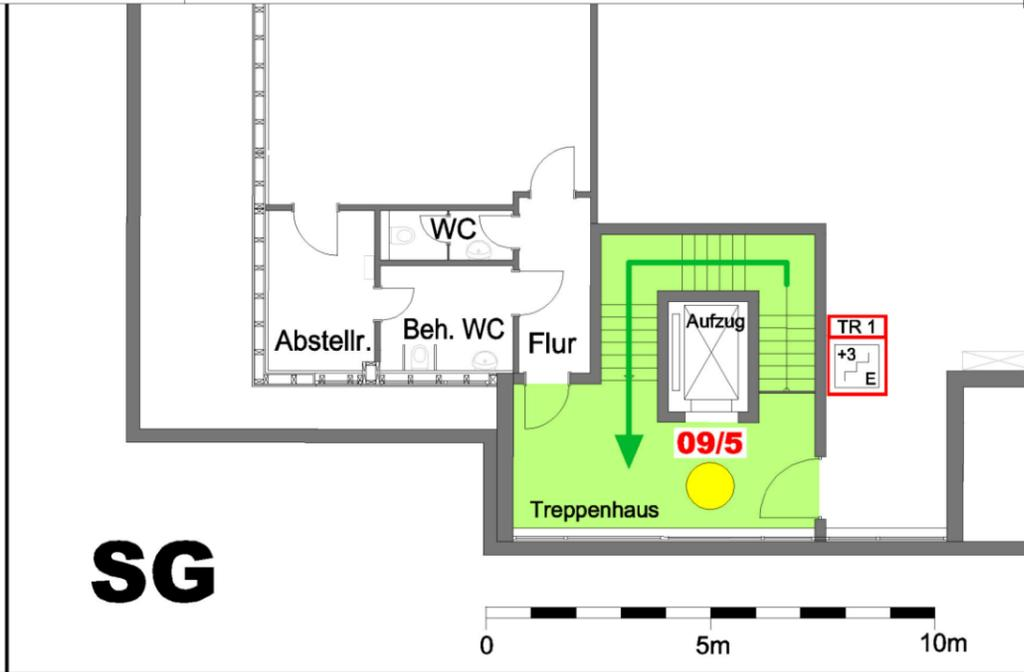 WC
Aufzug
TR 1
Abstellr.
Beh. WC
Flur
+3
E
09/5
Treppenhaus
SG
0
5m
10m